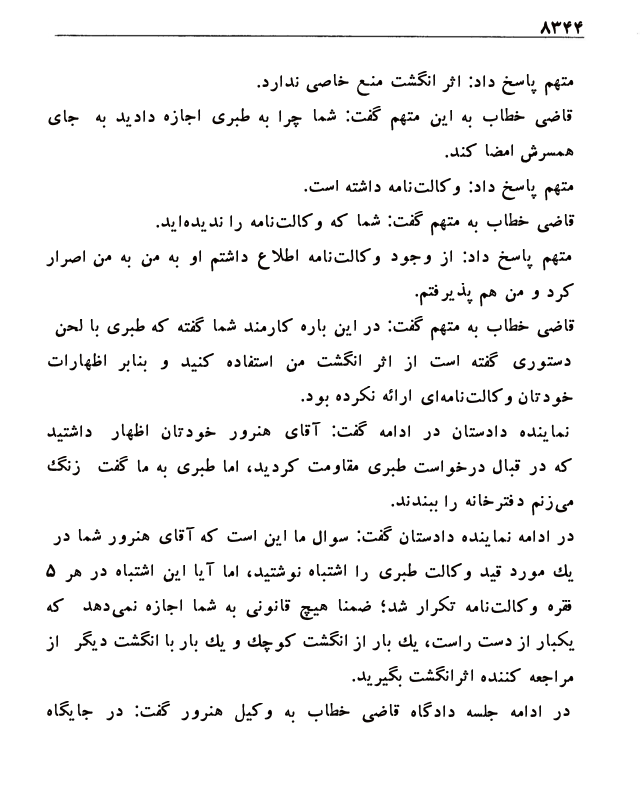 ۸۳۴۴
متهم پاسخ داد: اثر انگشت منع خاصی ندارد.
قاضی خطاب به این متهم گفت: شما چرا به طبری اجازه دادید به جای
همسرش امضا کند.
متهم پاسخ داد: وکالت‌نامه داشته است.
قاضی خطاب به متهم گفت: شما که وکالت‌نامه را ندیده‌اید.
متهم پاسخ داد: از وجود وکالت‌نامه اطلاع داشتم او به من به من اصرار
کرد و من هم پذیرفتم.
قاضی خطاب به متهم گفت: در این باره کارمند شما گفته که طبری با لحن
دستوری گفته است از اثر انگشت من استفاده کنید و بنابر اظهارات
خودتان وکالت‌نامه‌ای ارائه نکرده بود.
نماینده دادستان در ادامه گفت: آقای هنرور خودتان اظهار داشتید
که در قبال درخواست طبری مقاومت کردید، اما طبری به ما گفت زنگ
می‌زنم دفترخانه را ببندند.
در ادامه نماینده دادستان گفت: سوال ما این است که آقای هنرور شما در
یك مورد قید وکالت طبری را اشتباه نوشتید، اما آیا این اشتباه در هر ۵
فقره وکالت‌نامه تکرار شد؛ ضمنا هیچ قانونی به شما اجازه نمی‌دهد که
یکبار از دست راست، یك بار از انگشت کوچك و یك بار با انگشت دیگر از
مراجعه کننده اثرانگشت بگیرید.
در ادامه جلسه دادگاه قاضی خطاب به وکیل هنرور گفت: در جایگاه